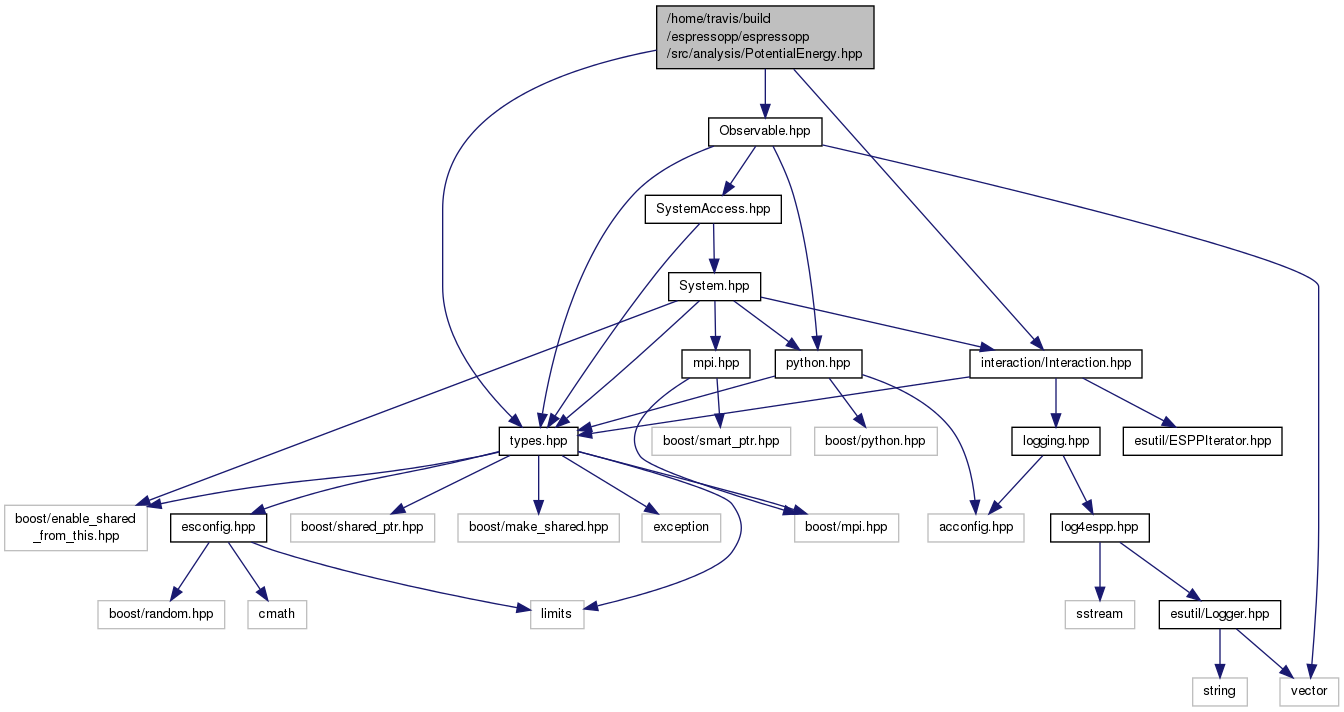 /home/travis/build
/espressopp/espressopp
/src/analysis/PotentialEnergy.hpp
Observable.hpp
SystemAccess.hpp
System.hpp
mpi.hpp
python.hpp
interaction/Interaction.hpp
types.hpp
boost/smart_ptr.hpp
boost/python.hpp
logging.hpp
esutil/ESPPIterator.hpp
boost/enable_shared
_from_this.hpp
esconfig.hpp
boost/shared_ptr.hpp
boost/make_shared.hpp
exception
boost/mpi.hpp
acconfig.hpp
log4espp.hpp
boost/random.hpp
cmath
limits
sstream
esutil/Logger.hpp
string
vector